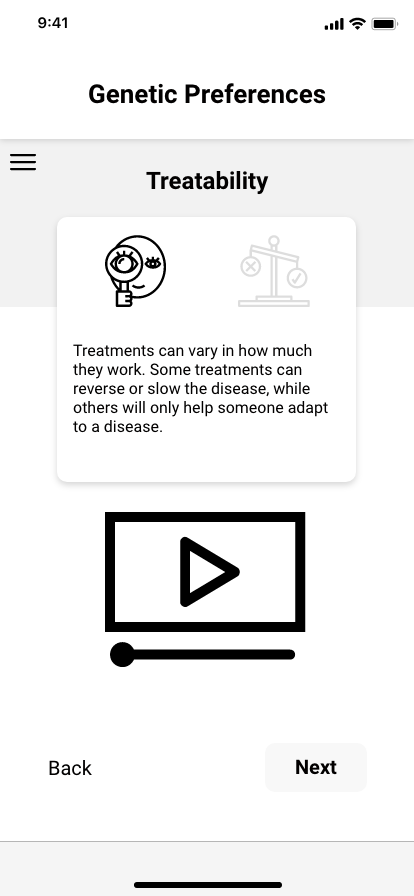 9:41
Genetic Preferences
Treatability
Treatments can vary in how much
they work. Some treatments can
reverse or slow the disease, while
others will only help someone adapt
to a disease.
Back
Next